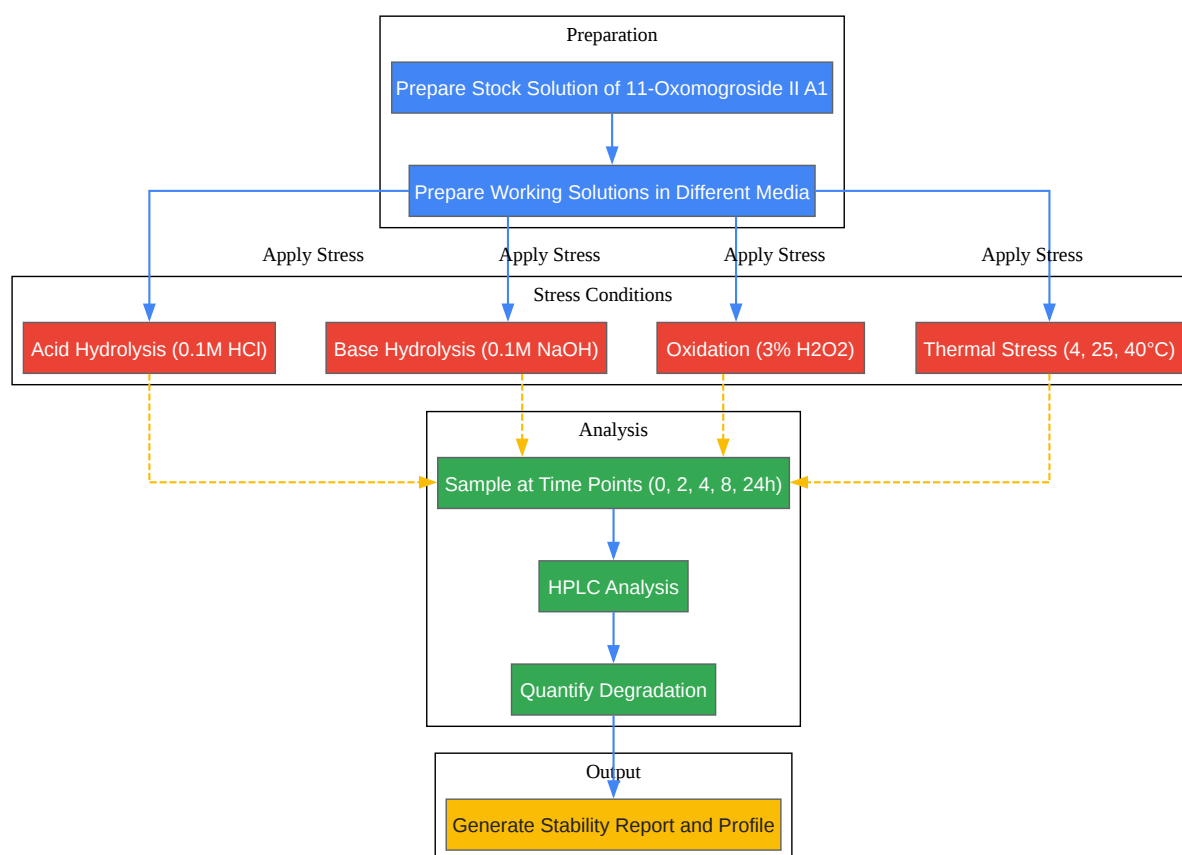 Preparation
Prepare Stock Solution of 11-Oxomogroside II A1
Prepare Working Solutions in Different Media
Apply Stress
Apply Stress
Apply Stress
Apply Stress
Stress Conditions
Acid Hydrolysis (0.1M HCl)
Base Hydrolysis (0.1M NaOH)
Oxidation (3% H2O2)
Thermal Stress (4, 25, 40°C)
Analysis
Sample at Time Points (0, 2, 4, 8, 24h)
HPLC Analysis
Quantify Degradation
Output
Generate Stability Report and Profile